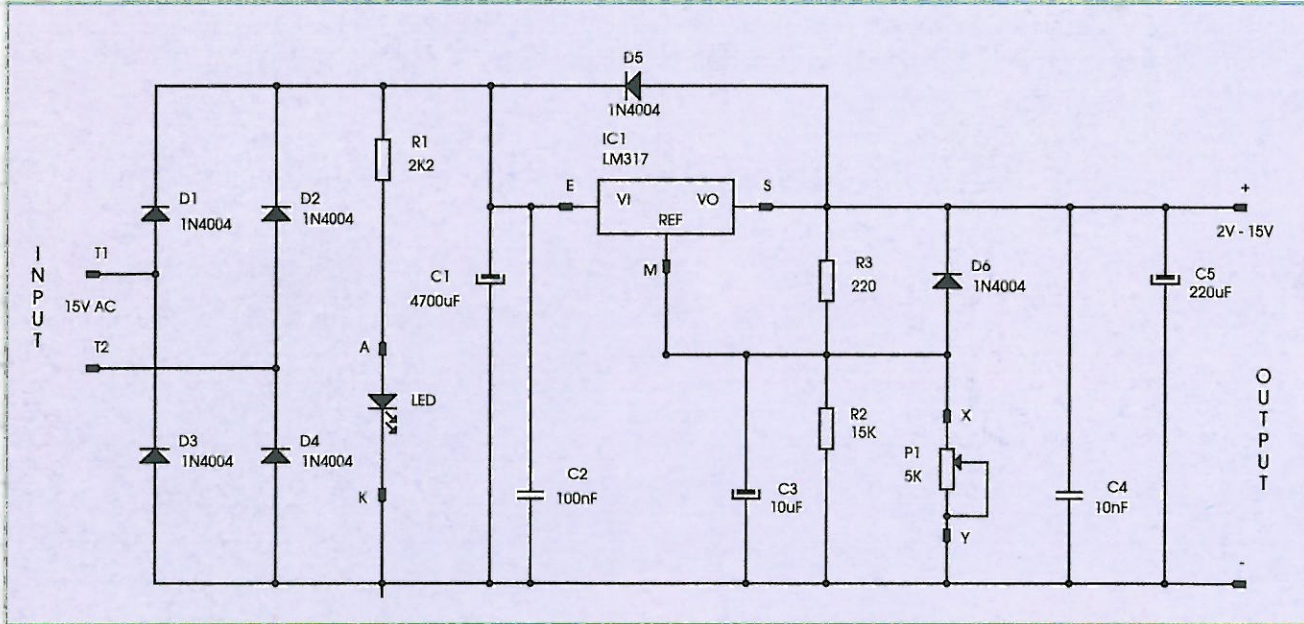 D5
1N4004
IC1
LM317
R1
2K2
E
VI
VO
REF
S
+
2V - 15V
D1
1N4004
D2
1N4004
INPUT
T1
15V AC
T2
C1
4700uF
M
R3
220
D6
1N4004
C5
220uF
A
LED
K
D3
1N4004
D4
1N4004
C2
100nF
C3
10uF
R2
15K
X
P1
5K
Y
C4
10nF
OUTPUT
-